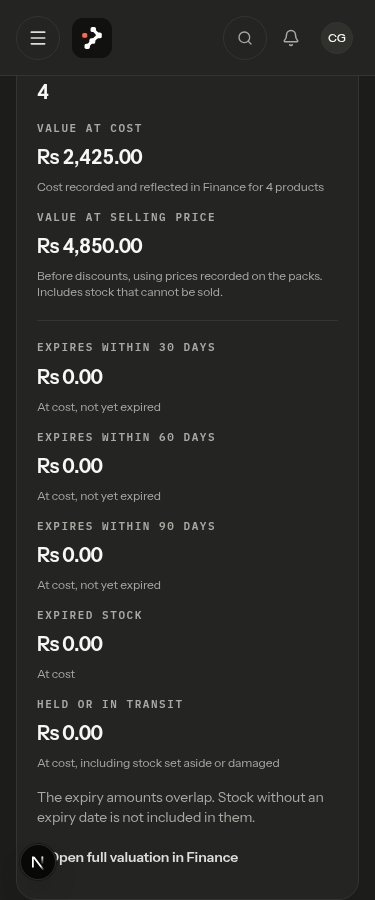 CG
4
VALUE AT COST
Rs 2,425.00
Cost recorded and reflected in Finance for 4 products
VALUE AT SELLING PRICE
Rs 4,850.00
Before discounts, using prices recorded on the packs.
Includes stock that cannot be sold.
EXPIRES WITHIN 30 DAYS
Rs 0.00
At cost, not yet expired
EXPIRES WITHIN 60 DAYS
Rs 0.00
At cost, not yet expired
EXPIRES WITHIN 90 DAYS
Rs 0.00
At cost, not yet expired
EXPIRED STOCK
Rs 0.00
At cost
HELD OR IN TRANSIT
Rs 0.00
At cost, including stock set aside or damaged
The expiry amounts overlap. Stock without an
expiry date is not included in them.
N
Open full valuation in Finance